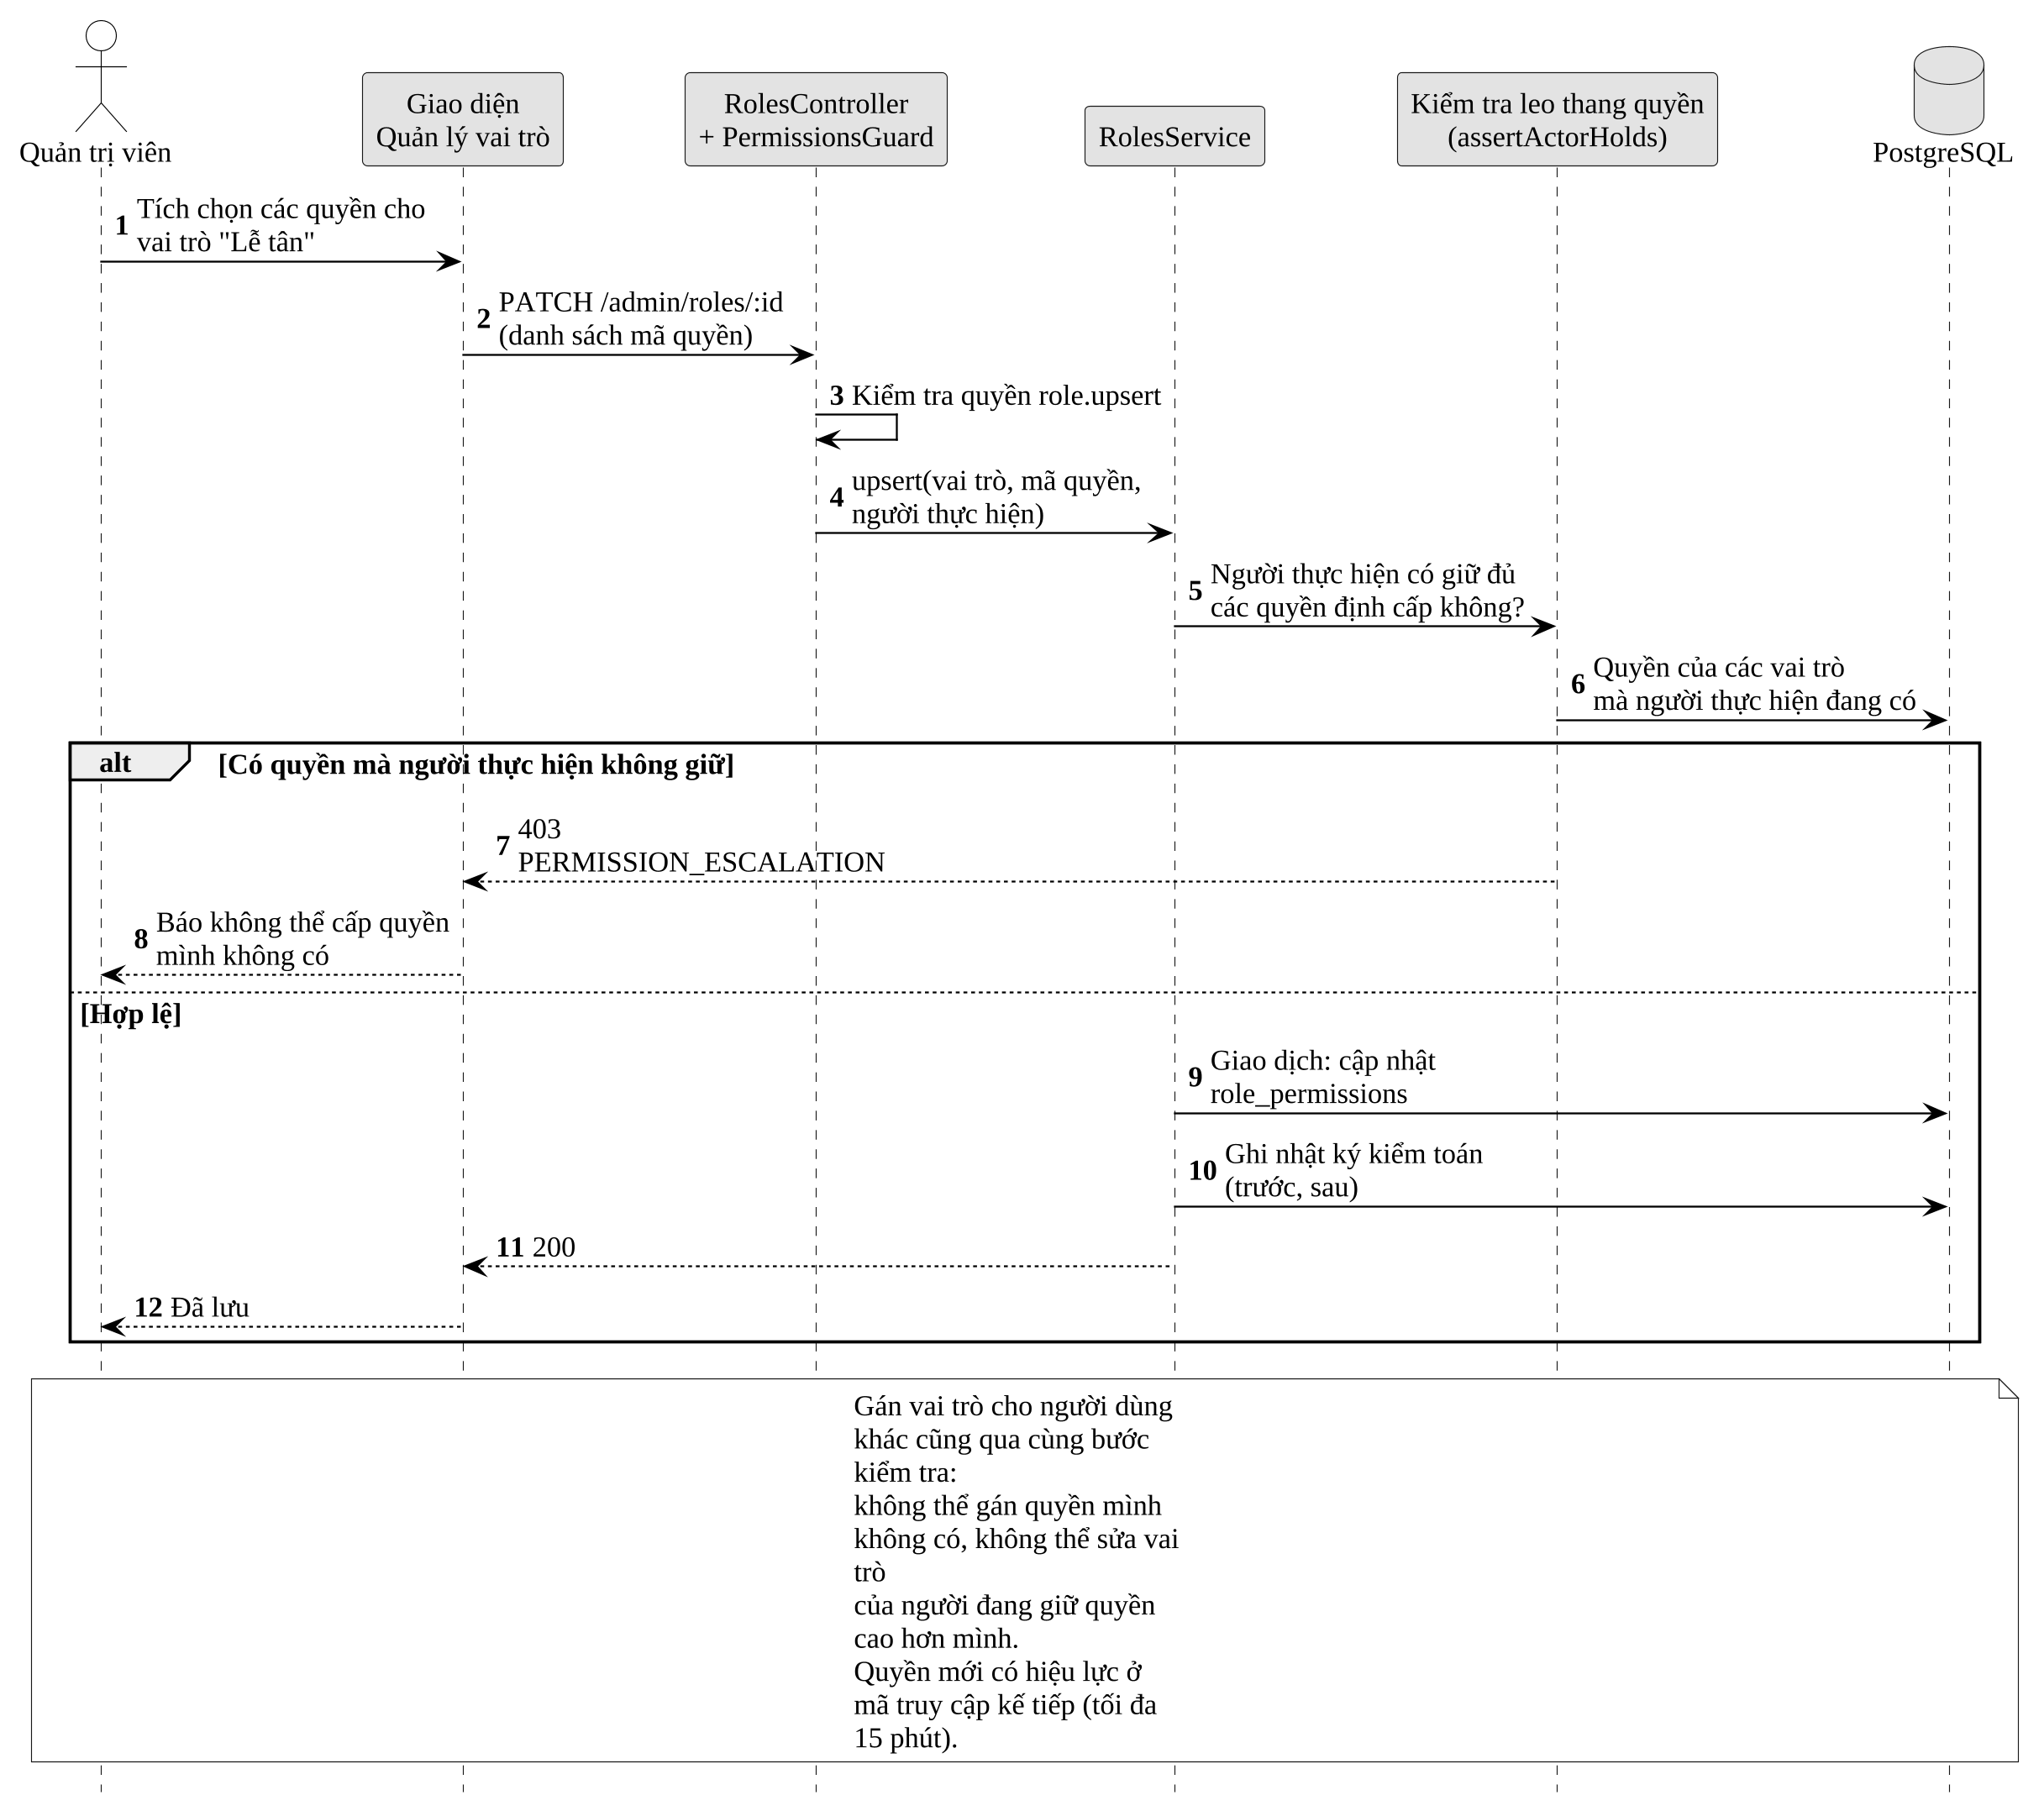 Quản trị viên
Giao diện
Quản lý vai trò
RolesController
+ PermissionsGuard
RolesService
Kiểm tra leo thang quyền
(assertActorHolds)
PostgreSQL
1 Tích chọn các quyền cho
vai trò "Lễ tân"
2 PATCH /admin/roles/:id
(danh sách mã quyền)
3 Kiểm tra quyền role.upsert
4 upsert(vai trò, mã quyền,
người thực hiện)
5 Người thực hiện có giữ đủ
các quyền định cấp không?
6 Quyền của các vai trò
mà người thực hiện đang có
alt [Có quyền mà người thực hiện không giữ]
7 403
PERMISSION_ESCALATION
8 Báo không thể cấp quyền
mình không có
[Hợp lệ]
9 Giao dịch: cập nhật
role_permissions
10 Ghi nhật ký kiểm toán
(trước, sau)
11 200
12 Đã lưu
Gán vai trò cho người dùng
khác cũng qua cùng bước
kiểm tra:
không thể gán quyền mình
không có, không thể sửa vai
trò
của người đang giữ quyền
cao hơn mình.
Quyền mới có hiệu lực ở
mã truy cập kế tiếp (tối đa
15 phút).